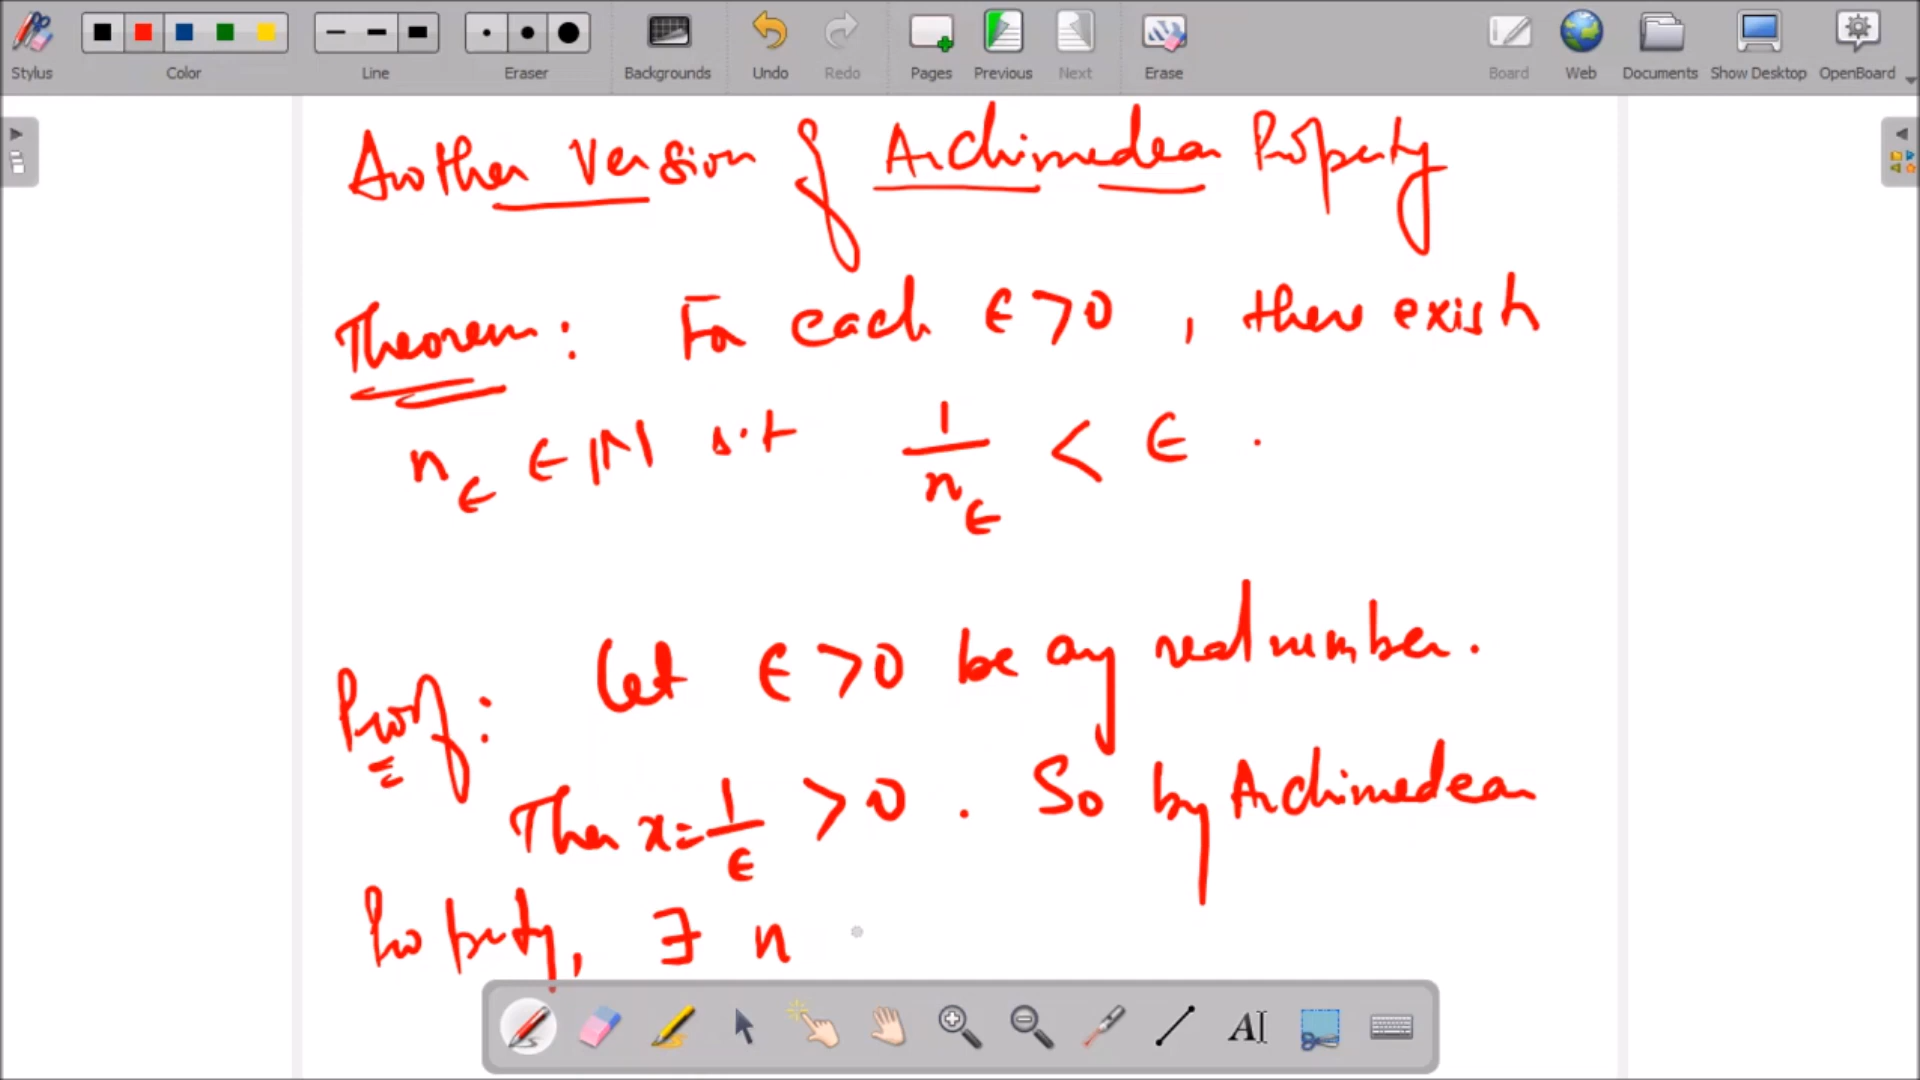 Stylus Color Line Eraser Backgrounds Undo Redo Pages Previous Next Erase Board Web Documents Show Desktop OpenBoard
Another Version of Archimedean Property
Theorem: For each ϵ>0, there exists
n_ϵ ∈ ℕ s.t 1/n_ϵ < ϵ.
Proof: Let ϵ>0 be any real number.
Then x=1/ϵ >0. So by Archimedean
Property, ∃ n